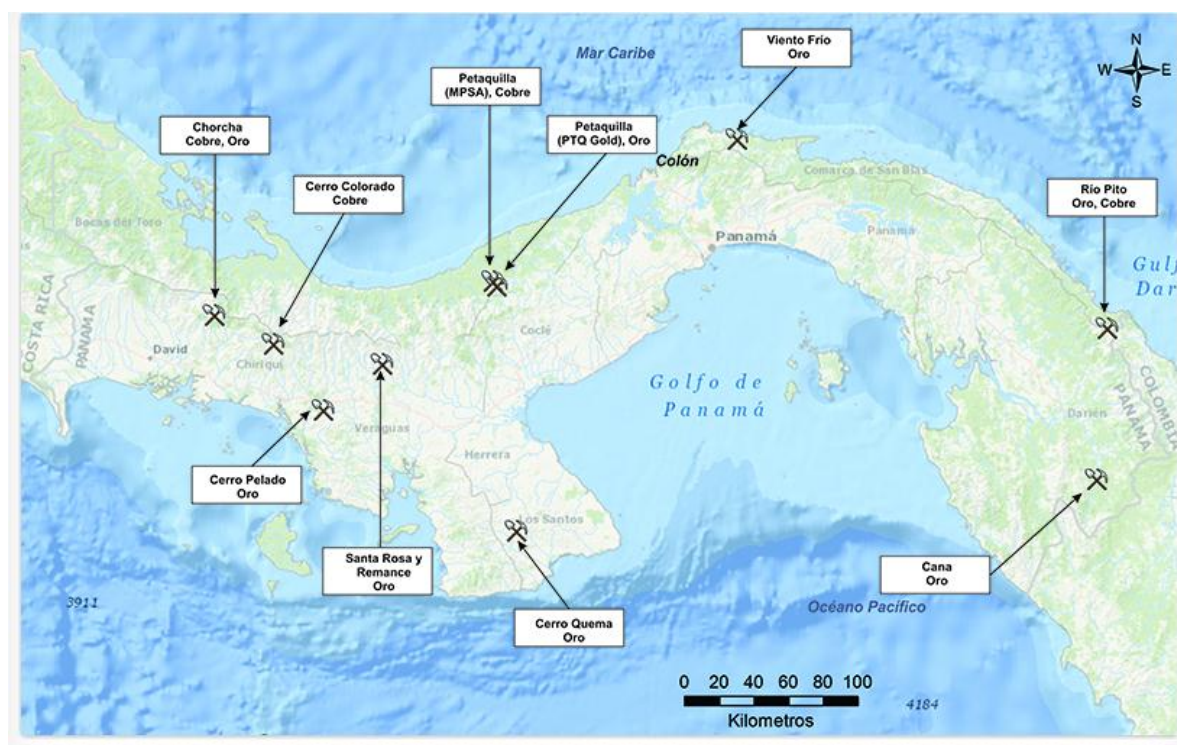 Mar Caribe
Viento Frío
Oro
N
W
E
S
Petaquilla
(MPSA), Cobre
Chorcha
Cobre, Oro
Petaquilla
(PTQ Gold), Oro
Colón
Comarca de San Blas
Cerro Colorado
Cobre
Río Pito
Oro, Cobre
Bocas del Toro
Panamá
Panamá
COSTA RICA
PANAMA
David
Chiriquí
Coclé
Golfo de
Panamá
COLOMBIA
PANAMA
Darién
Veraguas
Herrera
Cerro Pelado
Oro
Los Santos
Santa Rosa y
Remance
Oro
Cana
Oro
3911
Océano Pacífico
Cerro Quema
Oro
0 20 40 60 80 100
Kilometros
4184